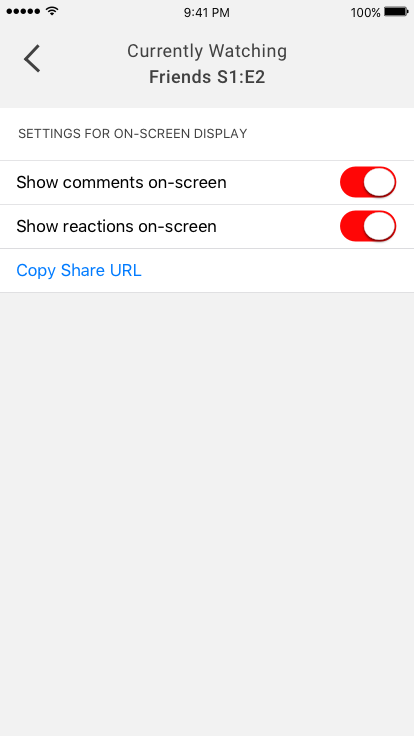 9:41 PM 100%
Currently Watching
Friends S1:E2
SETTINGS FOR ON-SCREEN DISPLAY
Show comments on-screen
Show reactions on-screen
Copy Share URL